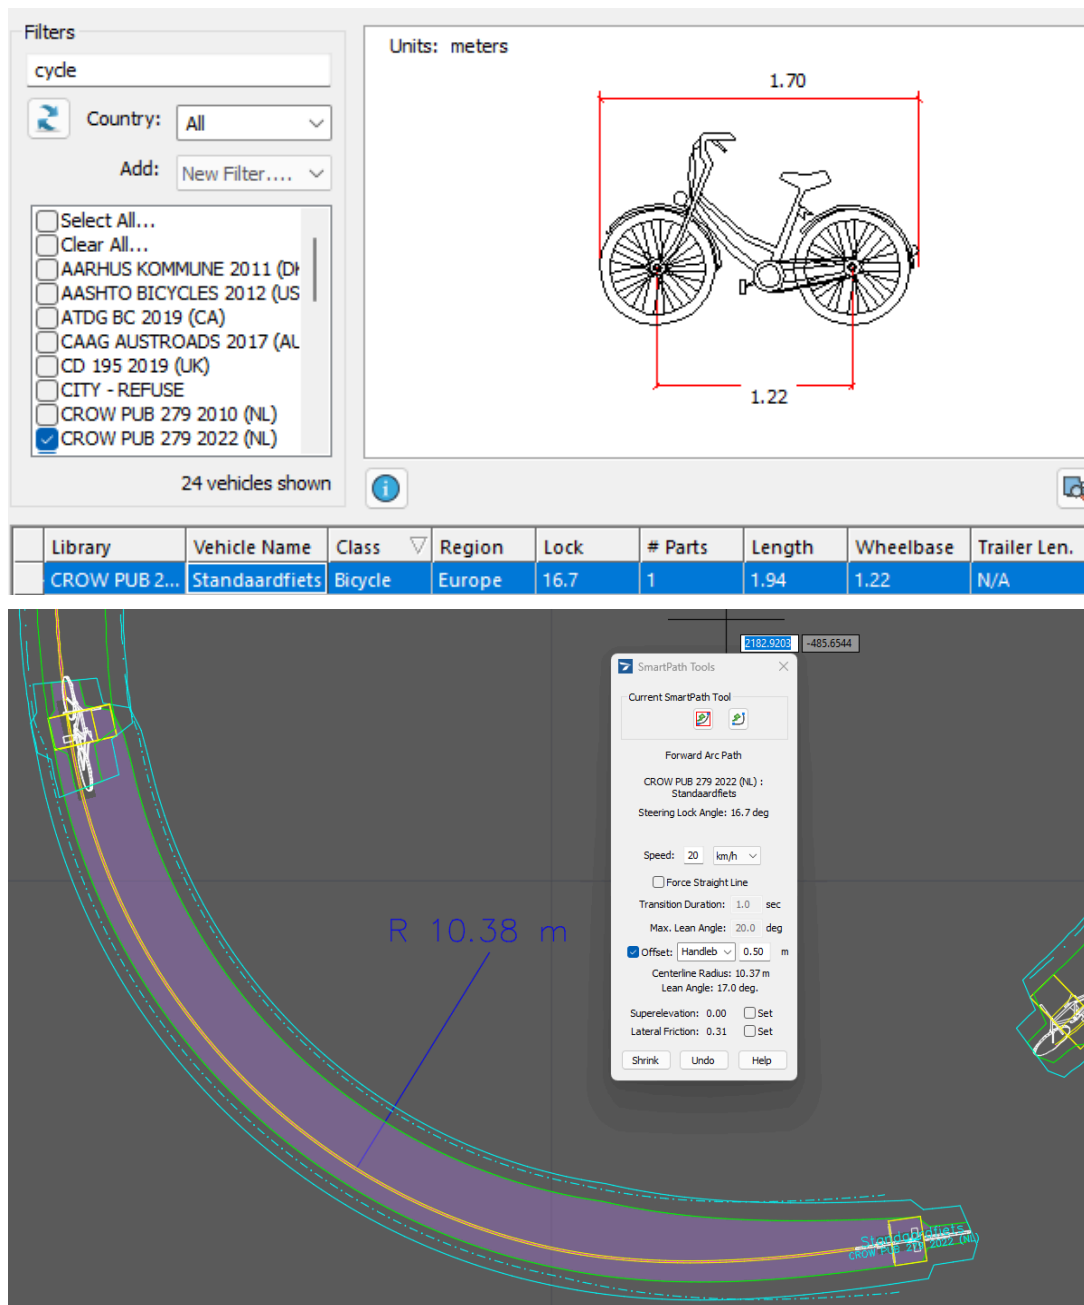 Filters
cycle
Country: All
Add: New Filter....
Select All...
Clear All...
AARHUS KOMMUNE 2011 (DK
AASHTO BICYCLES 2012 (US
ATDG BC 2019 (CA)
CAAG AUSTROADS 2017 (AU
CD 195 2019 (UK)
CITY - REFUSE
CROW PUB 279 2010 (NL)
CROW PUB 279 2022 (NL)
24 vehicles shown
Units: meters
1.70
1.22
Library Vehicle Name Class Region Lock # Parts Length Wheelbase Trailer Len.
CROW PUB 2... Standaardfiets Bicycle Europe 16.7 1 1.94 1.22 N/A
2182.9203 -485.6544
SmartPath Tools
Current SmartPath Tool
Forward Arc Path
CROW PUB 279 2022 (NL) :
Standaardfiets
Steering Lock Angle: 16.7 deg
Speed: 20 km/h
Force Straight Line
Transition Duration: 1.0 sec
Max. Lean Angle: 20.0 deg
Offset: Handleb 0.50 m
Centerline Radius: 10.37 m
Lean Angle: 17.0 deg.
Superelevation: 0.00 Set
Lateral Friction: 0.31 Set
Shrink Undo Help
R 10.38 m
Standaardfiets
CROW PUB 279 2022 (NL)